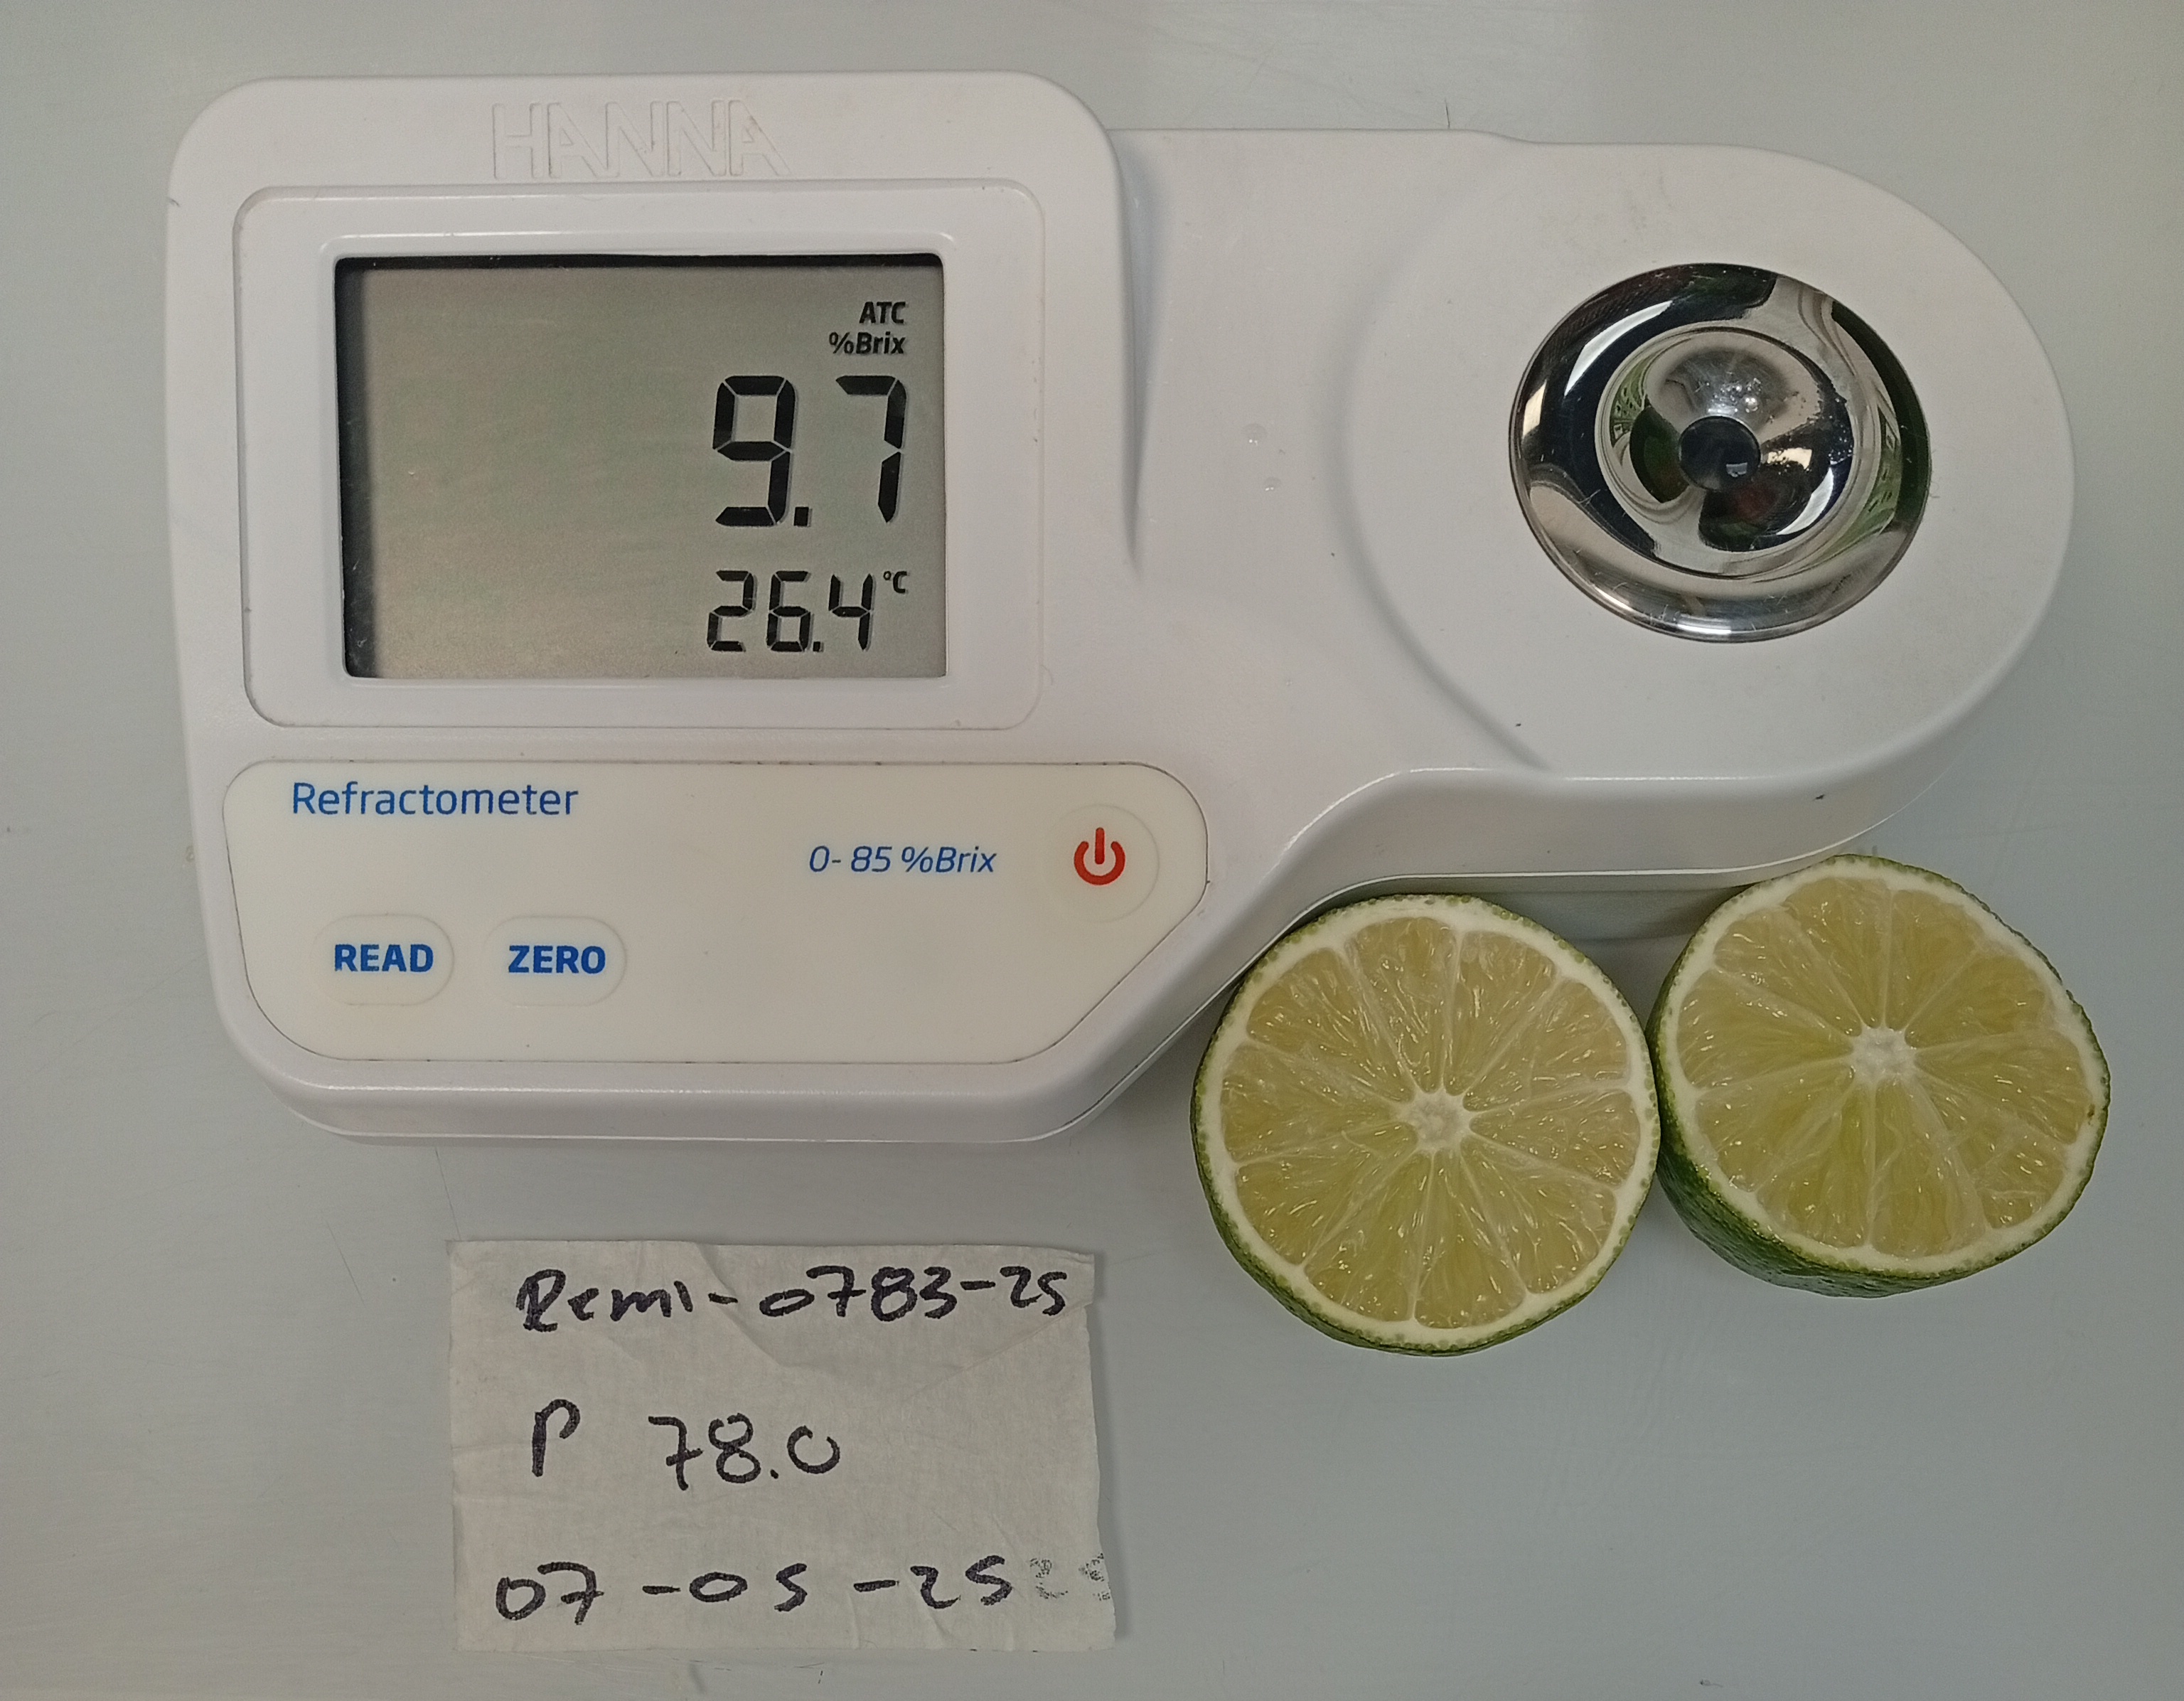 HANNA
ATC
%Brix
9.7
26.4 °C
Refractometer
0- 85 %Brix
READ ZERO
Remi-0783-25
P 78.0
07-05-25